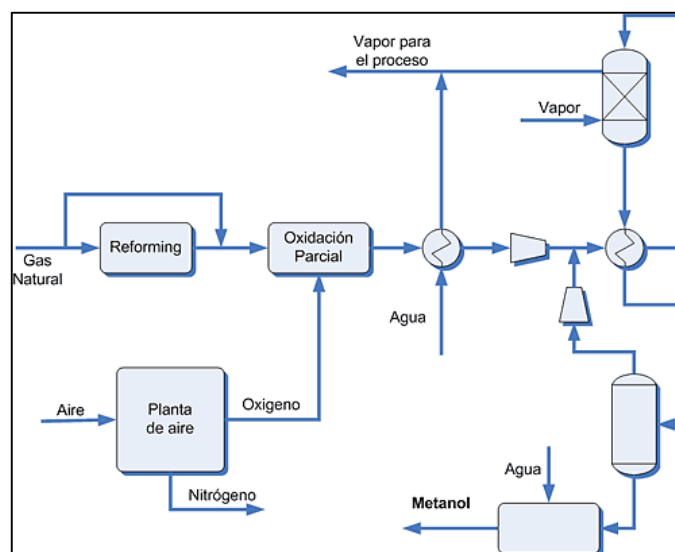 Vapor para
el proceso
Vapor
Reforming
Oxidación
Parcial
Gas
Natural
Agua
Aire
Planta
de aire
Oxigeno
Nitrógeno
Agua
Metanol